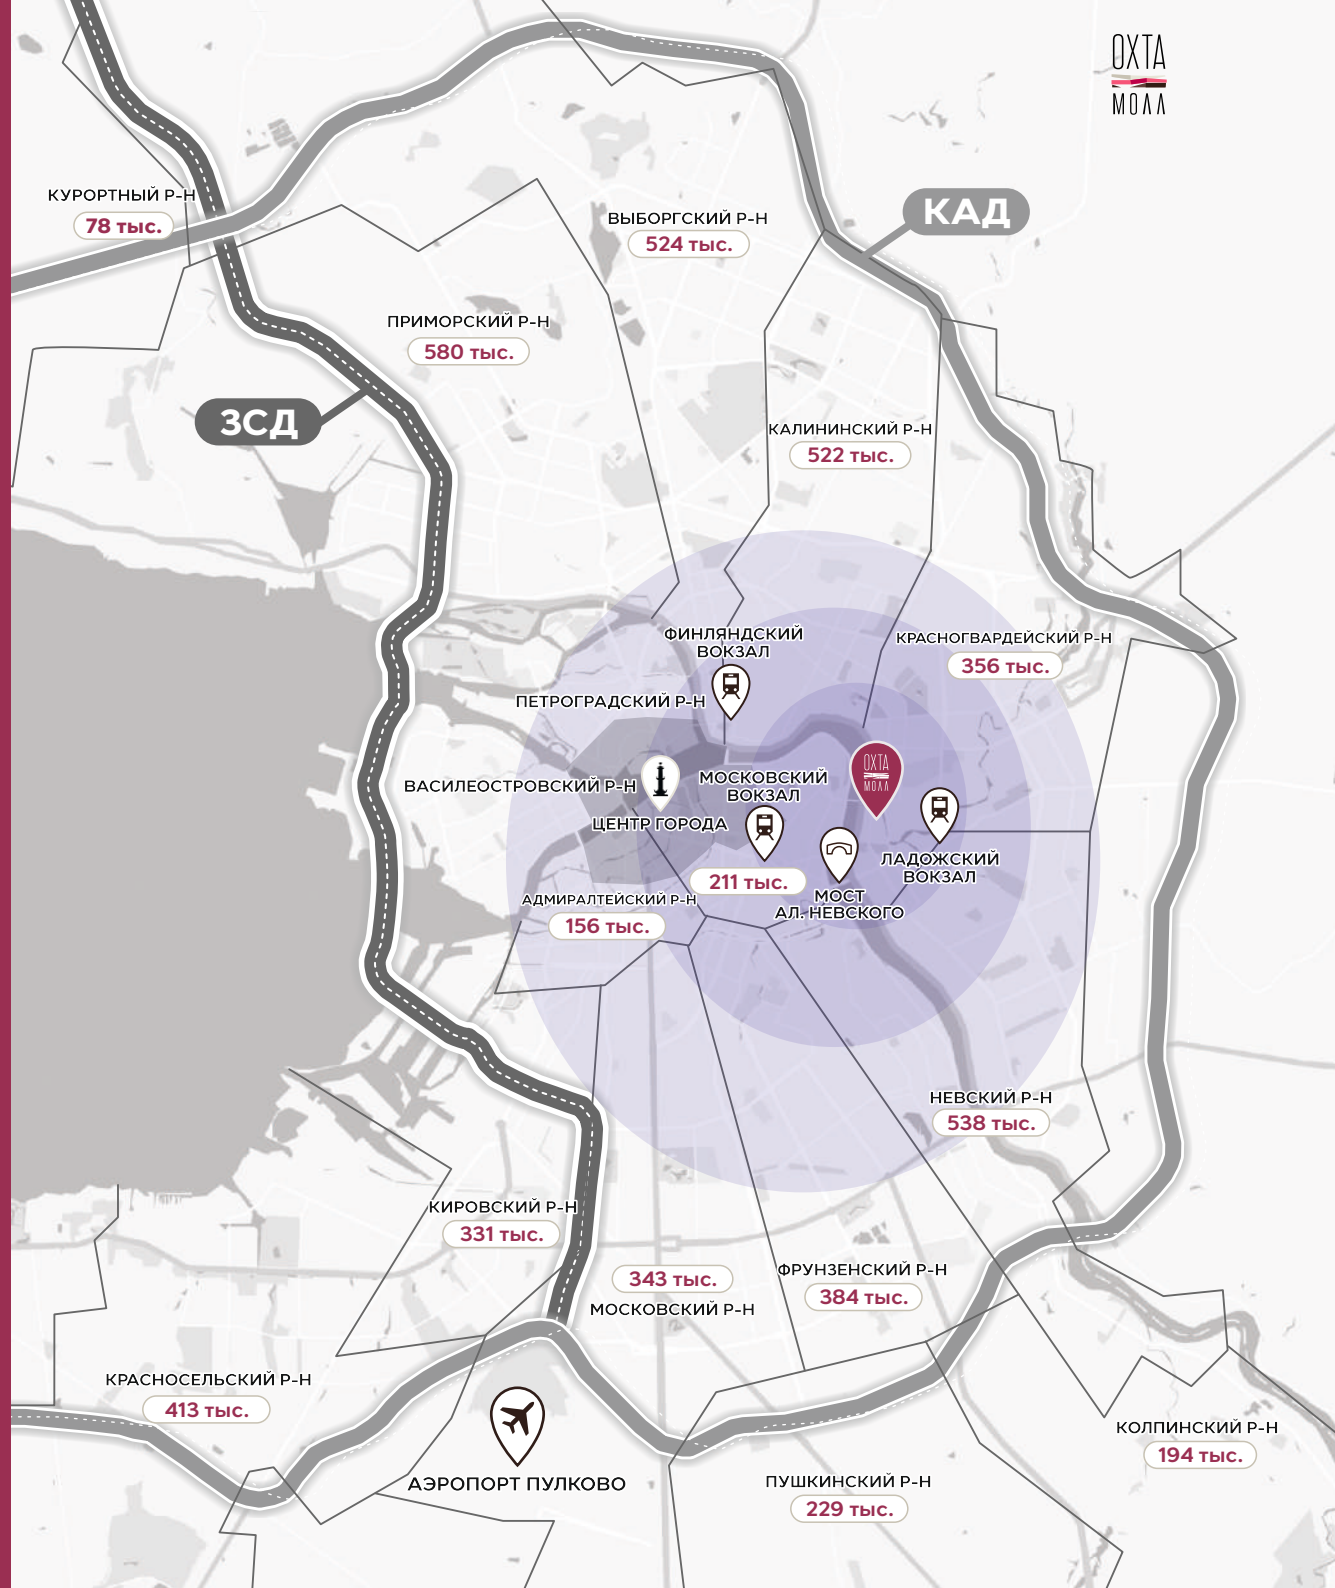 ОХТА
МОЛЛ
КУРОРТНЫЙ Р-Н
78 тыс.
КАД
ВЫБОРГСКИЙ Р-Н
524 тыс.
ПРИМОРСКИЙ Р-Н
580 тыс.
ЗСД
КАЛИНИНСКИЙ Р-Н
522 тыс.
ФИНЛЯНДСКИЙ
ВОКЗАЛ
КРАСНОГВАРДЕЙСКИЙ Р-Н
356 тыс.
ПЕТРОГРАДСКИЙ Р-Н
ВАСИЛЕОСТРОВСКИЙ Р-Н
МОСКОВСКИЙ
ВОКЗАЛ
ОХТА
МОЛЛ
ЦЕНТР ГОРОДА
ЛАДОЖСКИЙ
ВОКЗАЛ
211 тыс.
МОСТ
АЛ. НЕВСКОГО
АДМИРАЛТЕЙСКИЙ Р-Н
156 тыс.
НЕВСКИЙ Р-Н
538 тыс.
КИРОВСКИЙ Р-Н
331 тыс.
343 тыс.
МОСКОВСКИЙ Р-Н
ФРУНЗЕНСКИЙ Р-Н
384 тыс.
КРАСНОСЕЛЬСКИЙ Р-Н
413 тыс.
АЭРОПОРТ ПУЛКОВО
КОЛПИНСКИЙ Р-Н
194 тыс.
ПУШКИНСКИЙ Р-Н
229 тыс.